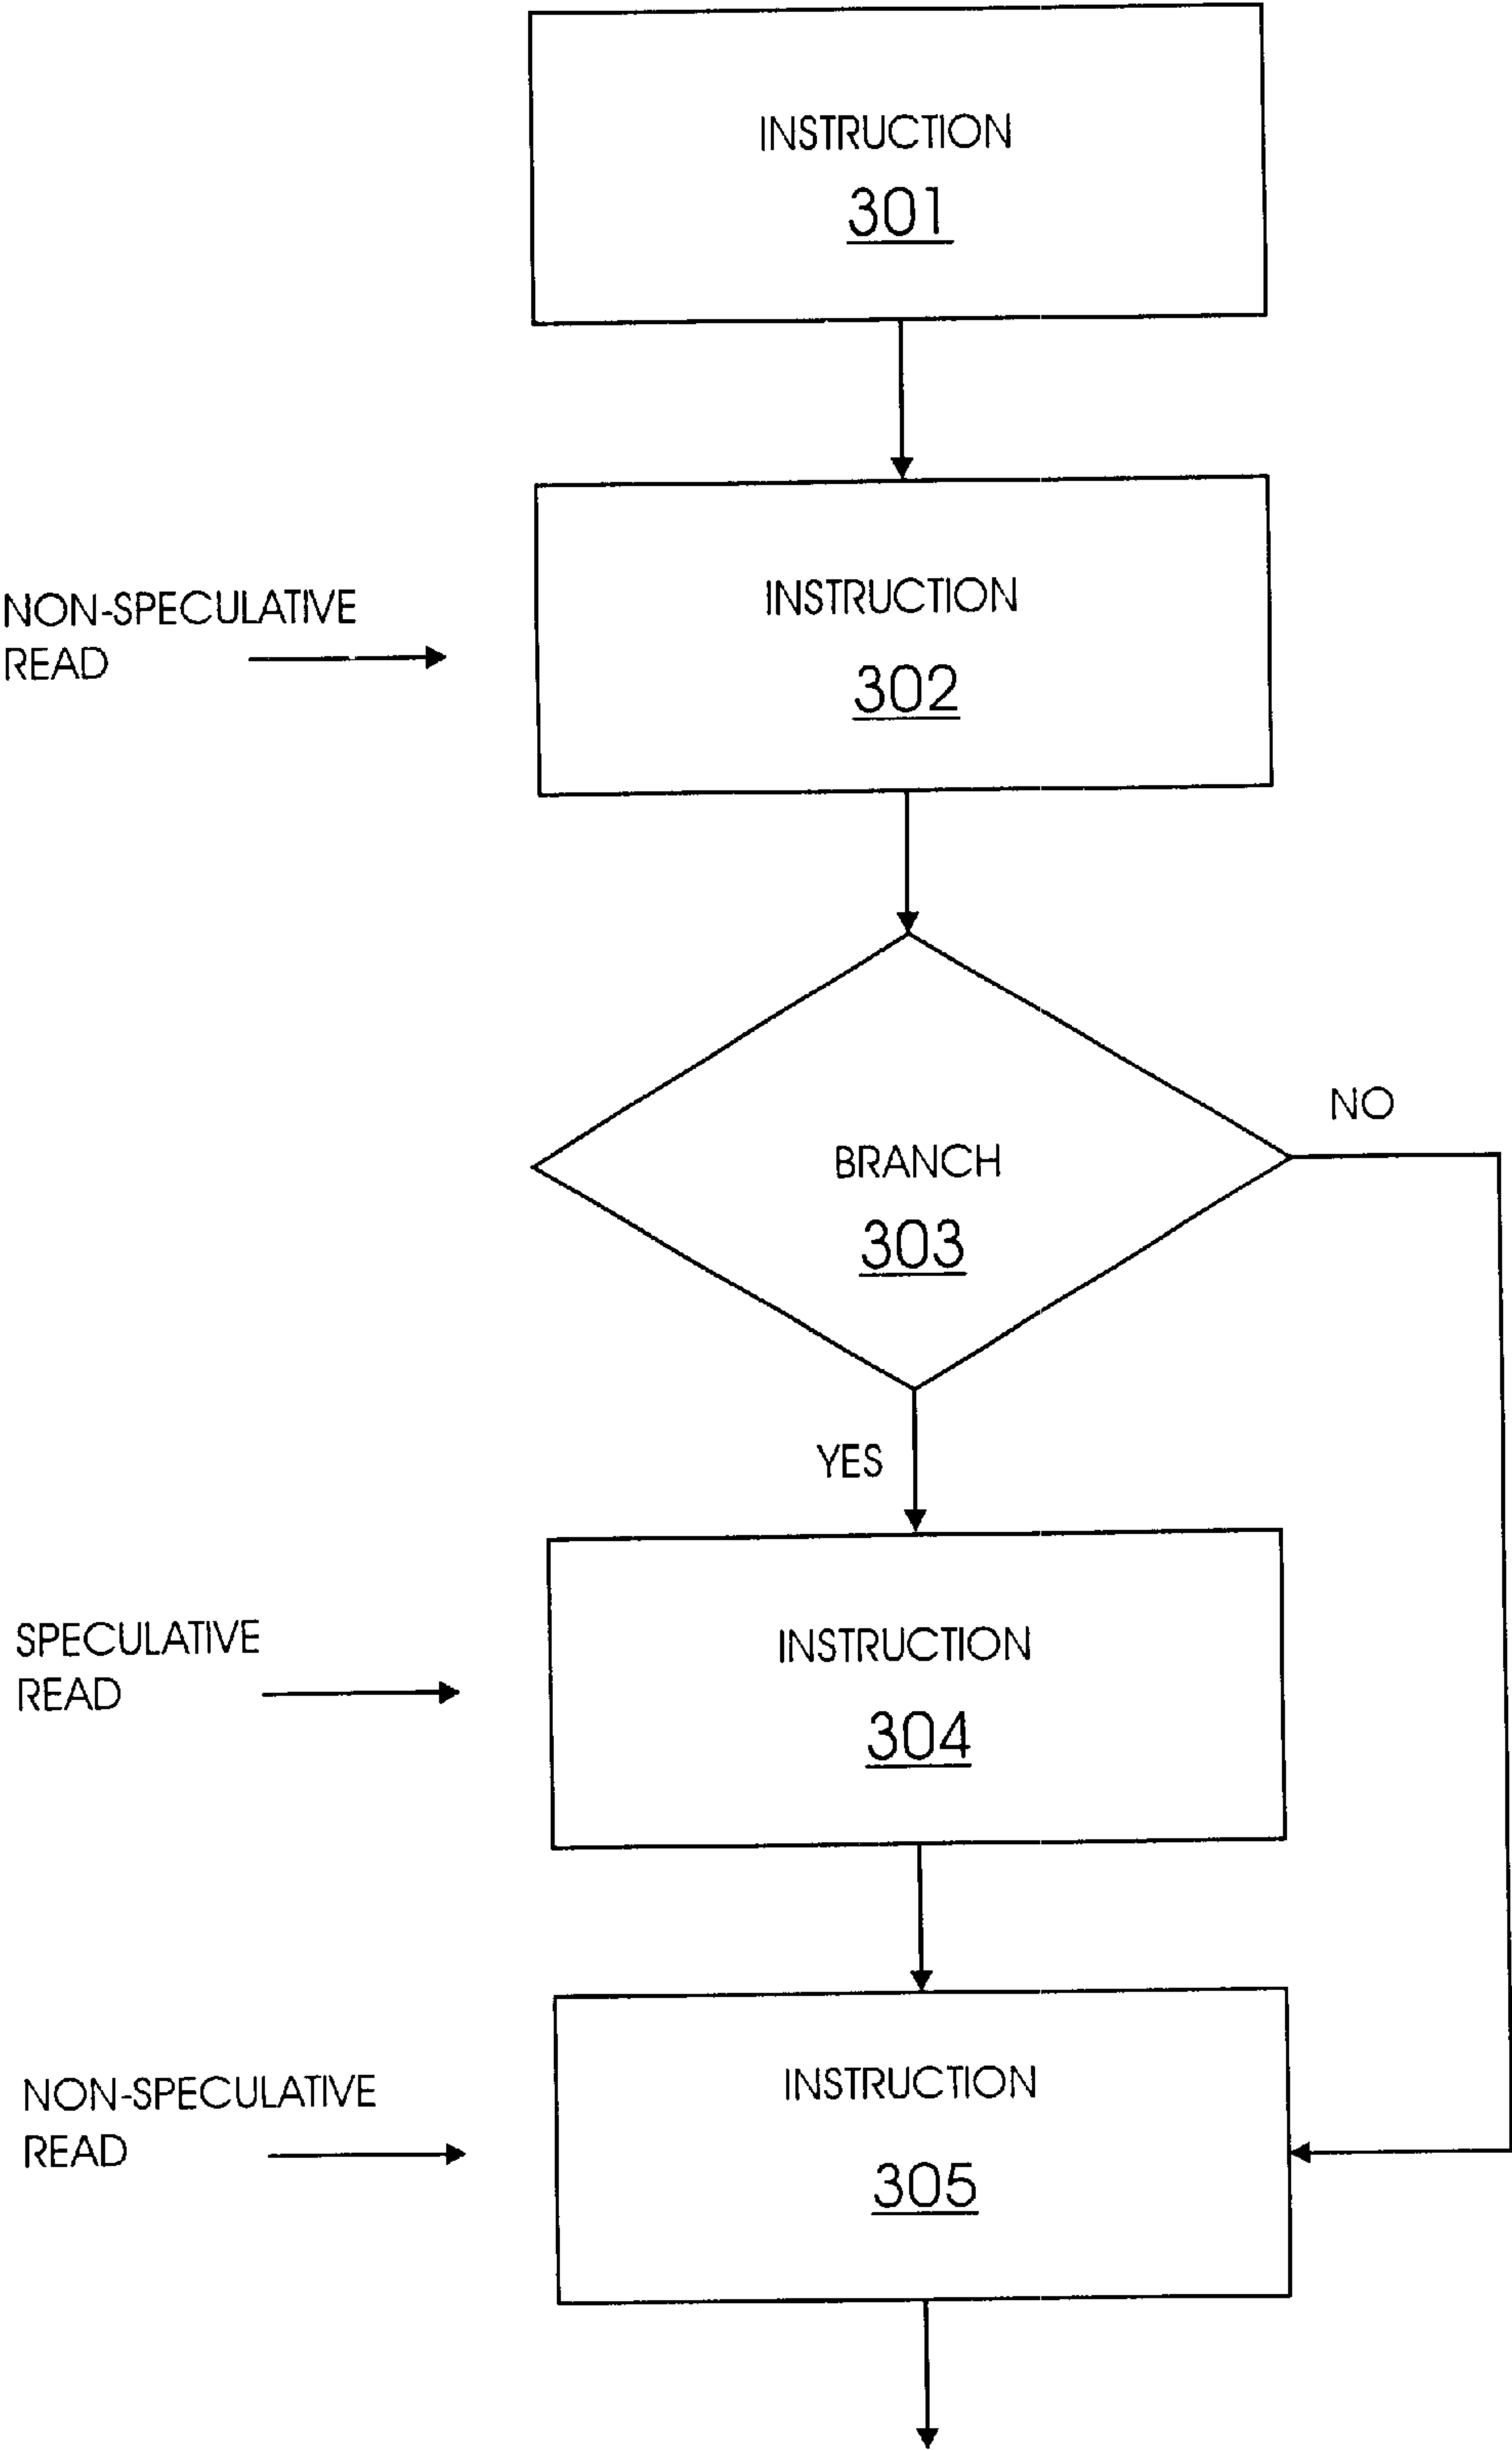 INSTRUCTION
301
INSTRUCTION
302
NON-SPECULATIVE
READ
BRANCH
303
NO
YES
INSTRUCTION
304
SPECULATIVE
READ
INSTRUCTION
305
NON-SPECULATIVE
READ